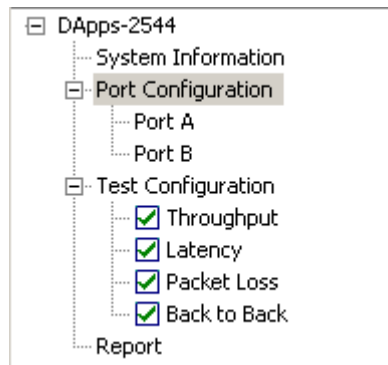 DApps-2544
System Information
Port Configuration
Port A
Port B
Test Configuration
Throughput
Latency
Packet Loss
Back to Back
Report